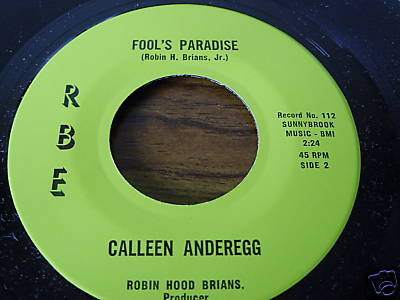 FOOL'S PARADISE
(Robin H. Brians, Jr.)
R
B
E
Record No. 112
SUNNYBROOK
MUSIC - BMI
2:24
45 RPM
SIDE 2
CALLEEN ANDEREGG
ROBIN HOOD BRIANS,
Producer